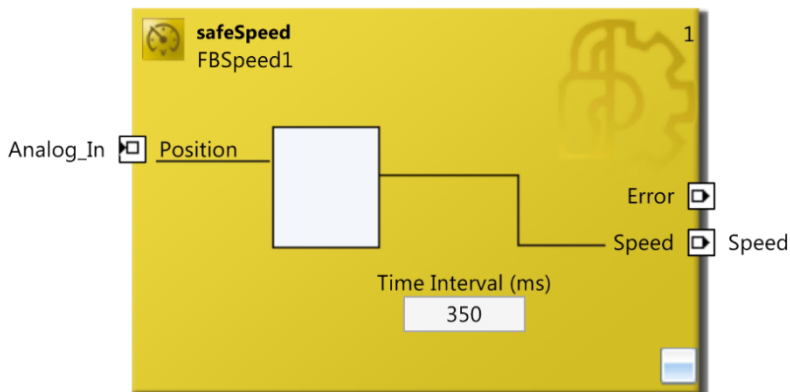 safeSpeed
1
FBSpeed1
Analog_In
Position
Error
Speed
Speed
Time Interval (ms)
350